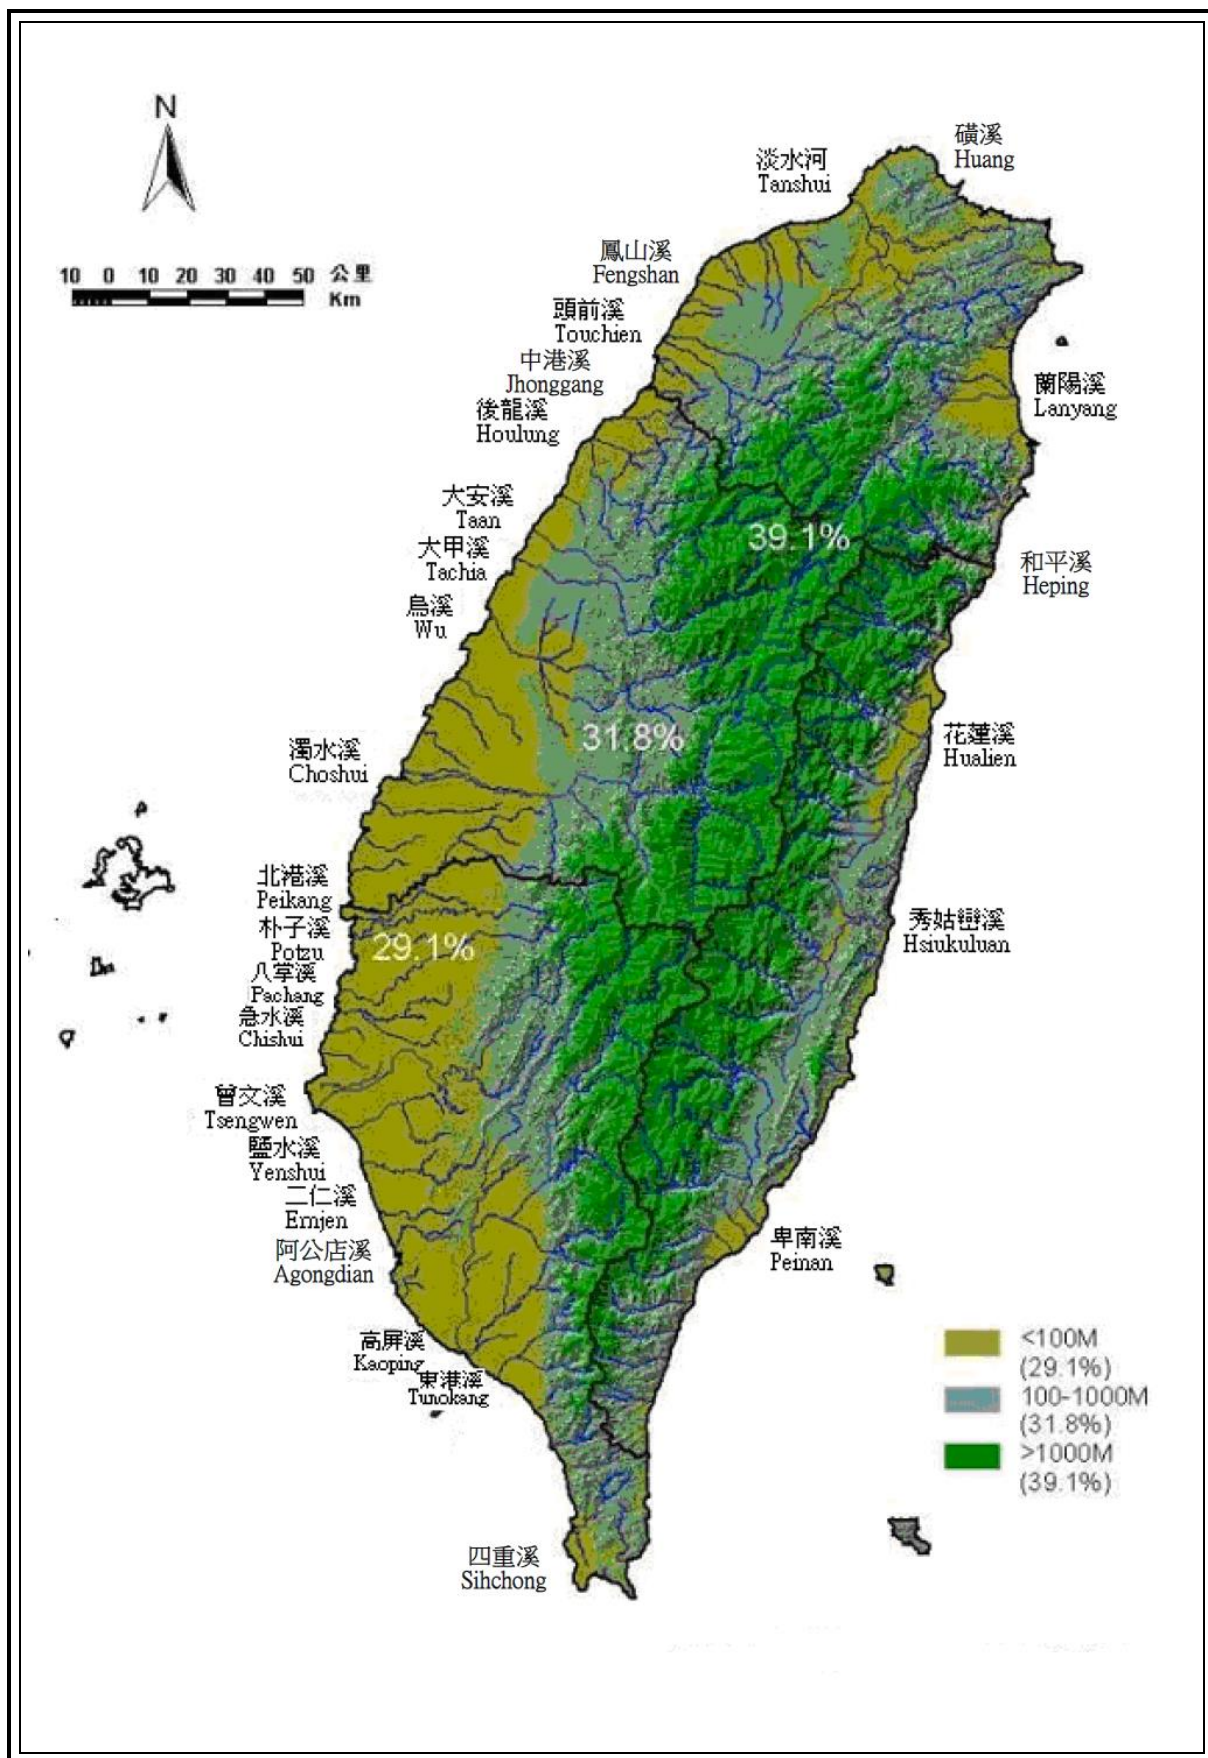 N
10 0 10 20 30 40 50 公里
Km
磺溪
Huang
淡水河
Tanshui
鳳山溪
Fengshan
頭前溪
Touchien
中港溪
Jhonggang
後龍溪
Houlung
大安溪
Taan
大甲溪
Tachia
烏溪
Wu
濁水溪
Choshui
北港溪
Peikang
朴子溪
Potzu
八掌溪
Pachang
急水溪
Chishui
曾文溪
Tsengwen
鹽水溪
Yenshui
二仁溪
Ernjen
阿公店溪
Agongdian
高屏溪
Kaoping
東港溪
Tunokang
四重溪
Sihchong
蘭陽溪
Lanyang
和平溪
Heping
花蓮溪
Hualien
秀姑巒溪
Hsiukuluan
卑南溪
Peinan
39.1%
31.8%
29.1%
<100M
(29.1%)
100-1000M
(31.8%)
>1000M
(39.1%)